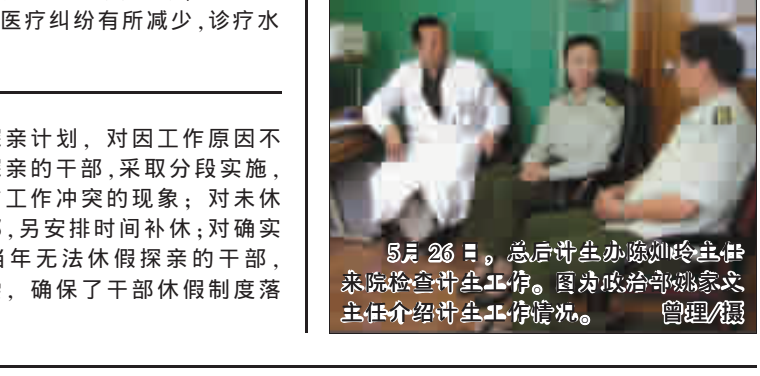 医疗纠纷有所减少,诊疗水
亲计划，对因工作原因不
亲的干部,采取分段实施,
工作冲突的现象；对未休
,另安排时间补休;对确实
当年无法休假探亲的干部,
，确保了干部休假制度落
5月26日，总后计生办陈灿玲主任
来院检查计生工作。图为政治部姚家文
主任介绍计生工作情况。 曾理/摄